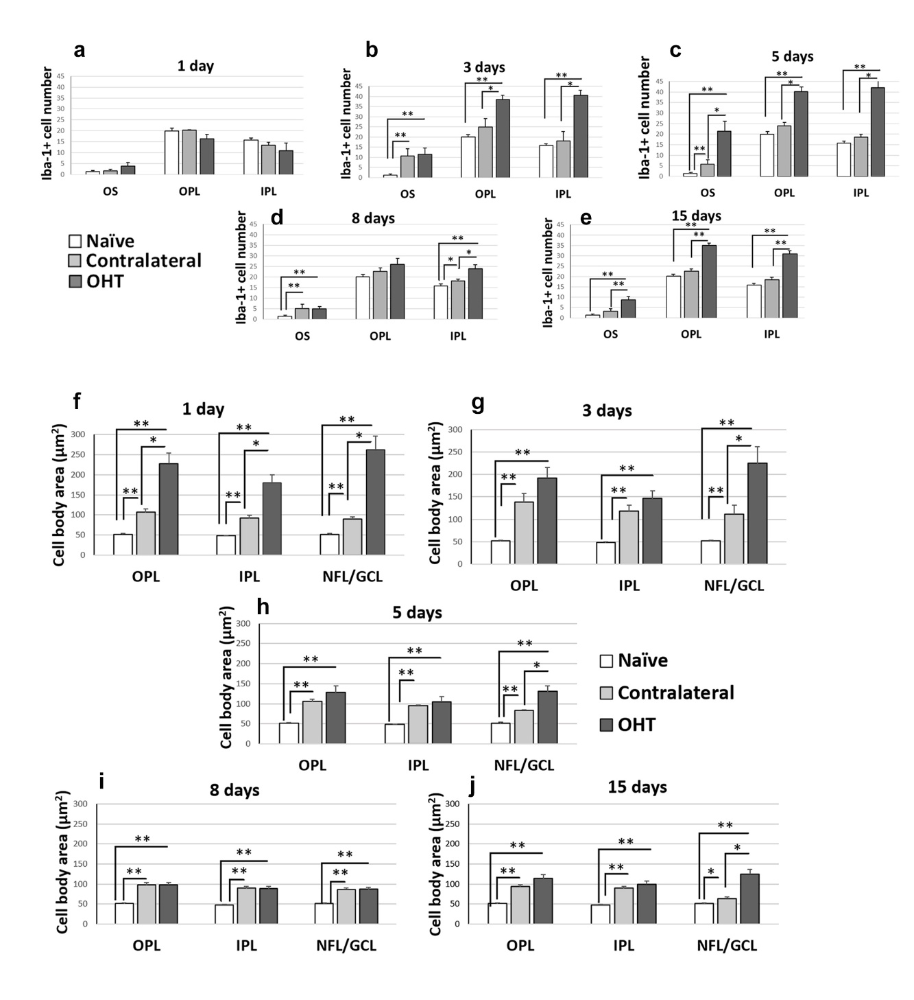 a
1 day
Iba-1+ cell number
45
40
35
30
25
20
15
10
5
0
OS OPL IPL
b
3 days
Iba-1+ cell number
45
40
35
30
25
20
15
10
5
0
** **
** ** *
** *
OS OPL IPL
c
5 days
Iba-1+ cell number
45
40
35
30
25
20
15
10
5
0
** * **
** *
** *
OS OPL IPL
Naïve
Contralateral
OHT
d
8 days
Iba-1+ cell number
45
40
35
30
25
20
15
10
5
0
** **
** * *
OS OPL IPL
e
15 days
Iba-1+ cell number
45
40
35
30
25
20
15
10
5
0
** **
** **
** **
OS OPL IPL
f
1 day
Cell body area (µm²)
300
250
200
150
100
50
0
** ** **
* * *
** ** **
OPL IPL NFL/GCL
g
3 days
Cell body area (µm²)
300
250
200
150
100
50
0
** ** **
** ** ** *
OPL IPL NFL/GCL
h
5 days
Cell body area (µm²)
300
250
200
150
100
50
0
** ** **
** ** ** *
OPL IPL NFL/GCL
Naïve
Contralateral
OHT
i
8 days
Cell body area (µm²)
300
250
200
150
100
50
0
** ** **
** ** **
OPL IPL NFL/GCL
j
15 days
Cell body area (µm²)
300
250
200
150
100
50
0
** ** **
** ** * *
OPL IPL NFL/GCL